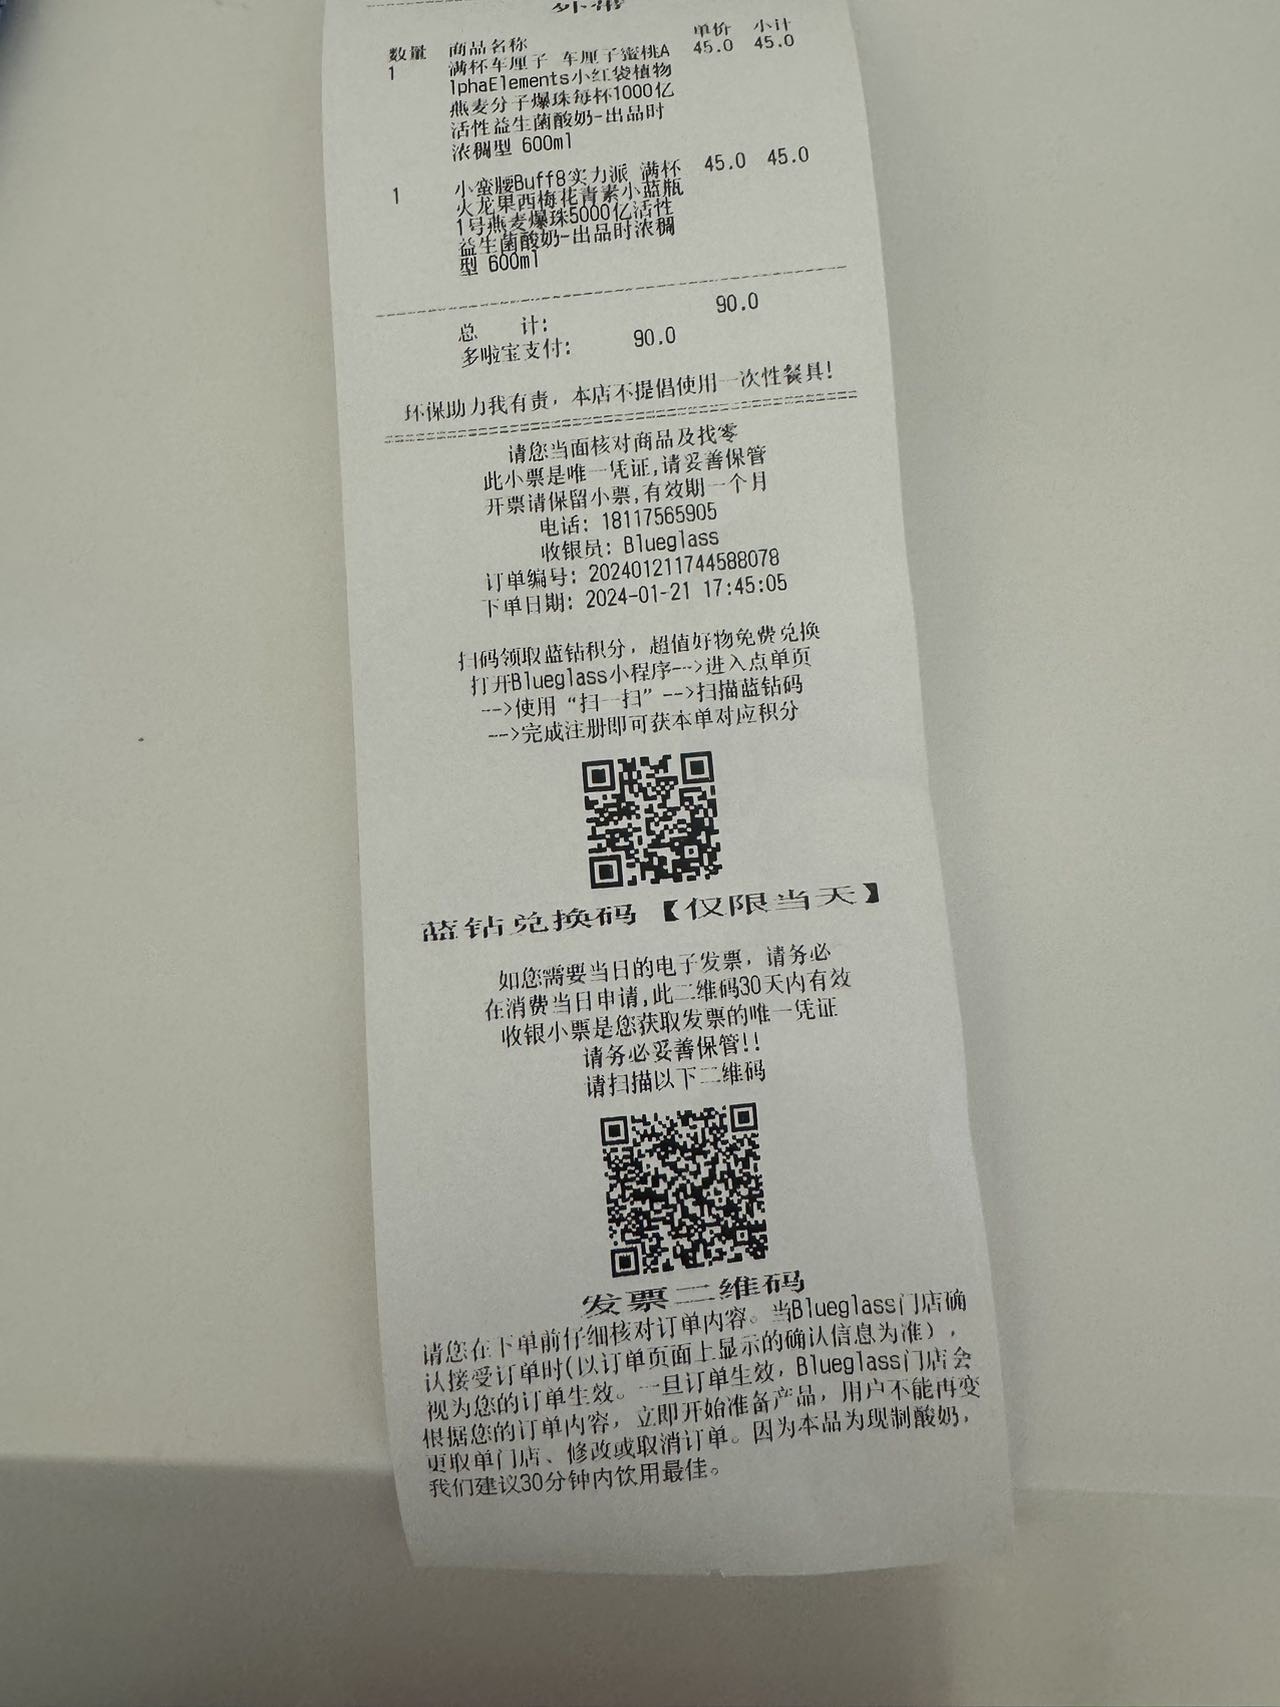 外带
数量 商品名称 单价 小计
1 满杯车厘子 车厘子蜜桃A 45.0 45.0
lphaElements小红袋植物
燕麦分子爆珠每杯1000亿
活性益生菌酸奶-出品时
浓稠型 600ml
1 小蛮腰Buff8实力派 满杯 45.0 45.0
火龙果西梅花青素小蓝瓶
1号燕麦爆珠5000亿活性
益生菌酸奶-出品时浓稠
型 600ml
总 计: 90.0
多啦宝支付: 90.0
环保助力我有责，本店不提倡使用一次性餐具!
请您当面核对商品及找零
此小票是唯一凭证,请妥善保管
开票请保留小票,有效期一个月
电话: 18117565905
收银员: Blueglass
订单编号: 202401211744588078
下单日期: 2024-01-21 17:45:05
扫码领取蓝钻积分，超值好物免费兑换
打开Blueglass小程序-->进入点单页
-->使用“扫一扫”-->扫描蓝钻码
-->完成注册即可获本单对应积分
蓝钻兑换码【仅限当天】
如您需要当日的电子发票，请务必
在消费当日申请,此二维码30天内有效
收银小票是您获取发票的唯一凭证
请务必妥善保管!!
请扫描以下二维码
发票二维码
请您在下单前仔细核对订单内容。当Blueglass门店确
认接受订单时(以订单页面上显示的确认信息为准)，
视为您的订单生效。一旦订单生效，Blueglass门店会
根据您的订单内容，立即开始准备产品，用户不能再变
更取单门店、修改或取消订单。因为本品为现制酸奶，
我们建议30分钟内饮用最佳。